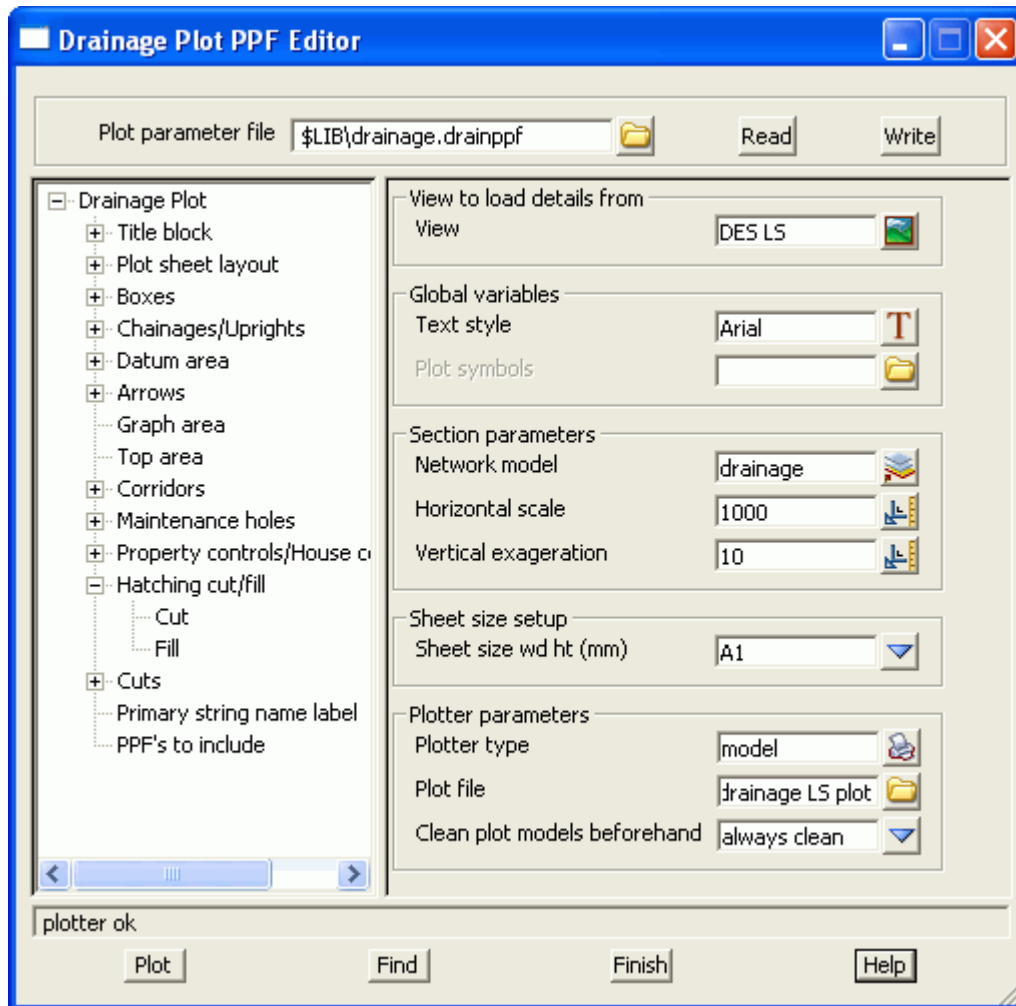 Drainage Plot PPF Editor
Plot parameter file $LIB\drainage.drainppf Read Write
Drainage Plot
Title block
Plot sheet layout
Boxes
Chainages/Uprights
Datum area
Arrows
Graph area
Top area
Corridors
Maintenance holes
Property controls/House c
Hatching cut/fill
Cut
Fill
Cuts
Primary string name label
PPF's to include
View to load details from
View DES LS
Global variables
Text style Arial T
Plot symbols
Section parameters
Network model drainage
Horizontal scale 1000
Vertical exageration 10
Sheet size setup
Sheet size wd ht (mm) A1
Plotter parameters
Plotter type model
Plot file drainage LS plot
Clean plot models beforehand always clean
plotter ok
Plot Find Finish Help